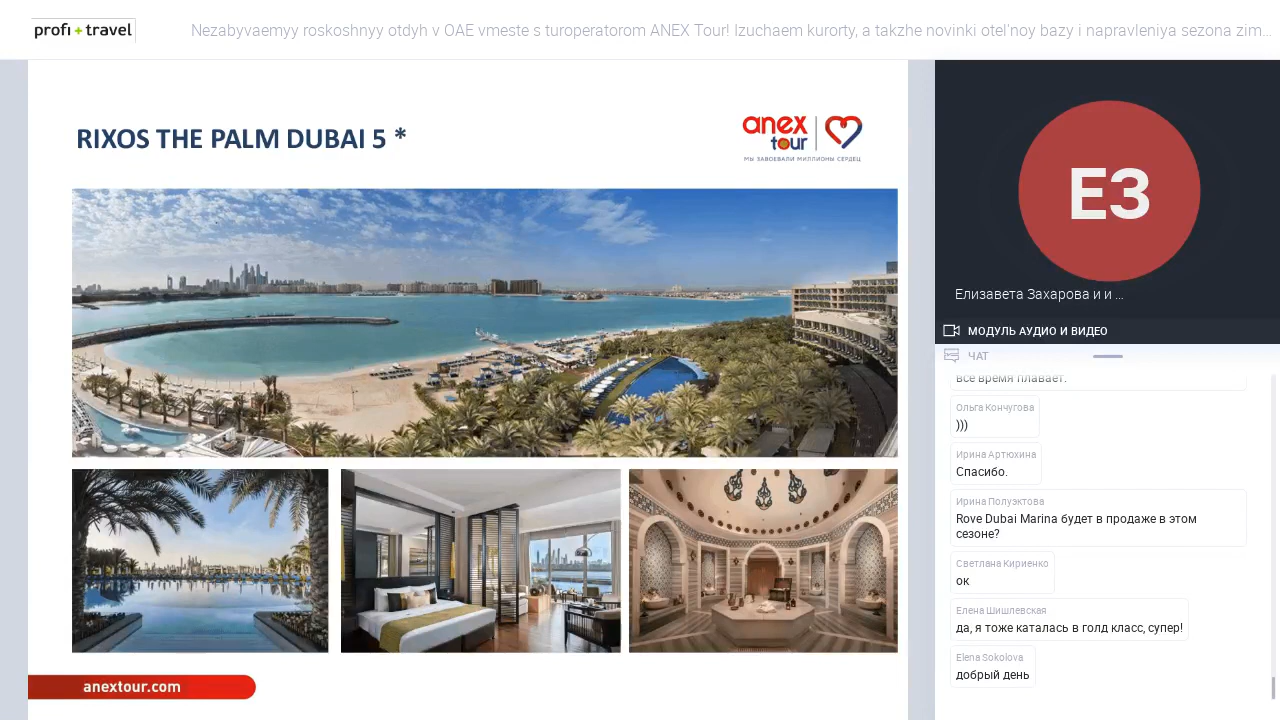 profi + travel
Nezabyvaemyy roskoshnyy otdyh v OAE vmeste s turoperatorom ANEX Tour! Izuchaem kurorty, a takzhe novinki otel'noy bazy i napravleniya sezona zim...
RIXOS THE PALM DUBAI 5 *
anex
tour
МЫ ЗАВОЕВАЛИ МИЛЛИОНЫ СЕРДЕЦ
anextour.com
ЕЗ
Елизавета Захарова и и ...
МОДУЛЬ АУДИО И ВИДЕО
ЧАТ
все время плавает.
Ольга Кончугова
)))
Ирина Артюхина
Спасибо.
Ирина Полуэктова
Rove Dubai Marina будет в продаже в этом
сезоне?
Светлана Кириенко
ок
Елена Шишлевская
да, я тоже каталась в голд класс, супер!
Elena Sokolova
добрый день